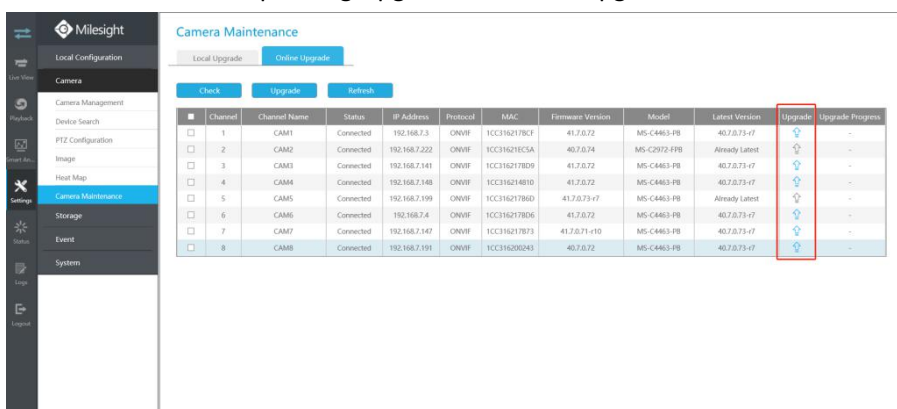 Milesight
Live View
Playback
Smart An...
Settings
Status
Logs
Logout
Local Configuration
Camera
Camera Management
Device Search
PTZ Configuration
Image
Heat Map
Camera Maintenance
Storage
Event
System
Camera Maintenance
Local Upgrade Online Upgrade
Check Upgrade Refresh
Channel Channel Name Status IP Address Protocol MAC Firmware Version Model Latest Version Upgrade Upgrade Progress
1 CAM1 Connected 192.168.7.3 ONVIF 1CC316217BCF 41.7.0.72 MS-C4463-PB 40.7.0.73-r7 -
2 CAM2 Connected 192.168.7.222 ONVIF 1CC31621EC5A 40.7.0.74 MS-C2972-FPB Already Latest -
3 CAM3 Connected 192.168.7.141 ONVIF 1CC316217BD9 41.7.0.72 MS-C4463-PB 40.7.0.73-r7 -
4 CAM4 Connected 192.168.7.148 ONVIF 1CC316214810 41.7.0.72 MS-C4463-PB 40.7.0.73-r7 -
5 CAM5 Connected 192.168.7.199 ONVIF 1CC316217B6D 41.7.0.73-r7 MS-C4463-PB Already Latest -
6 CAM6 Connected 192.168.7.4 ONVIF 1CC316217BD6 41.7.0.72 MS-C4463-PB 40.7.0.73-r7 -
7 CAM7 Connected 192.168.7.147 ONVIF 1CC316217B73 41.7.0.71-r10 MS-C4463-PB 40.7.0.73-r7 -
8 CAM8 Connected 192.168.7.191 ONVIF 1CC316200243 40.7.0.72 MS-C4463-PB 40.7.0.73-r7 -